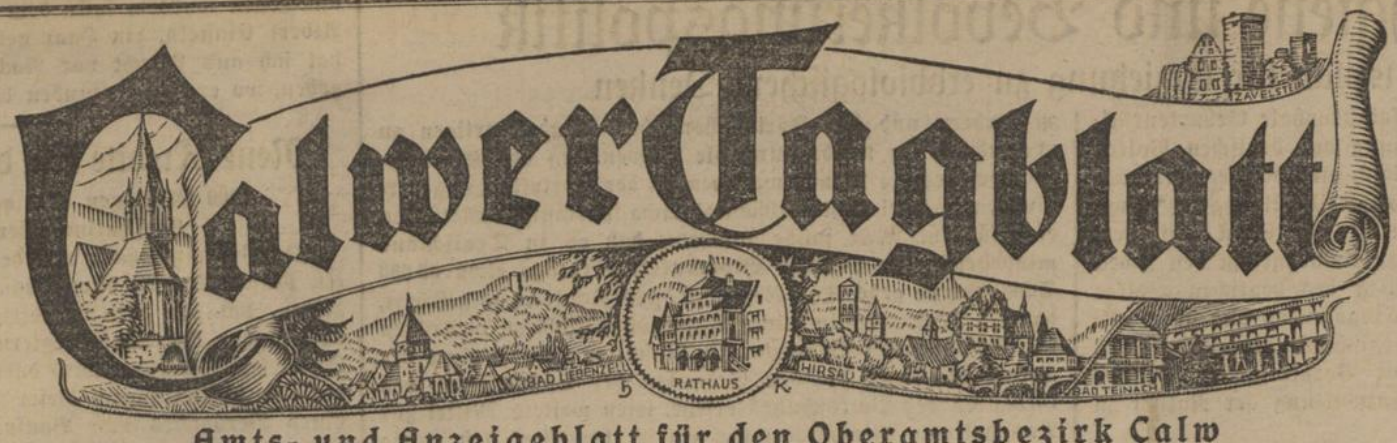 Calwer Tagblatt
ZAVELSTEIN
BAD LIEBENZELL
RATHAUS
HIRSAU
BAD TEINACH
D K.
Amts- und Anzeigeblatt für den Oberamtsbezirk Calw